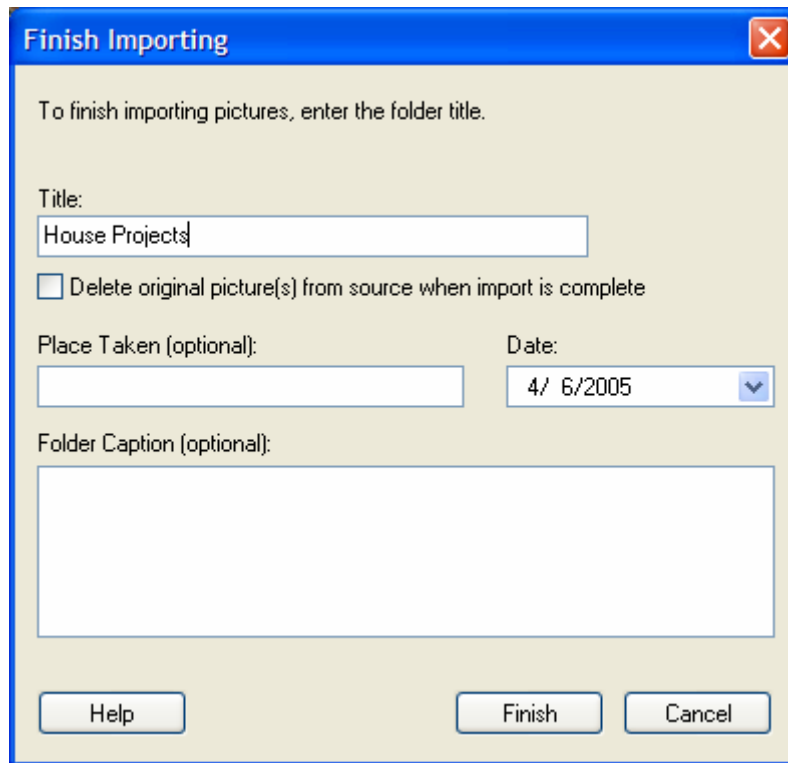 Finish Importing
To finish importing pictures, enter the folder title.
Title:
House Projects
Delete original picture(s) from source when import is complete
Place Taken (optional):
Date:
4/ 6/2005
Folder Caption (optional):
Help
Finish
Cancel